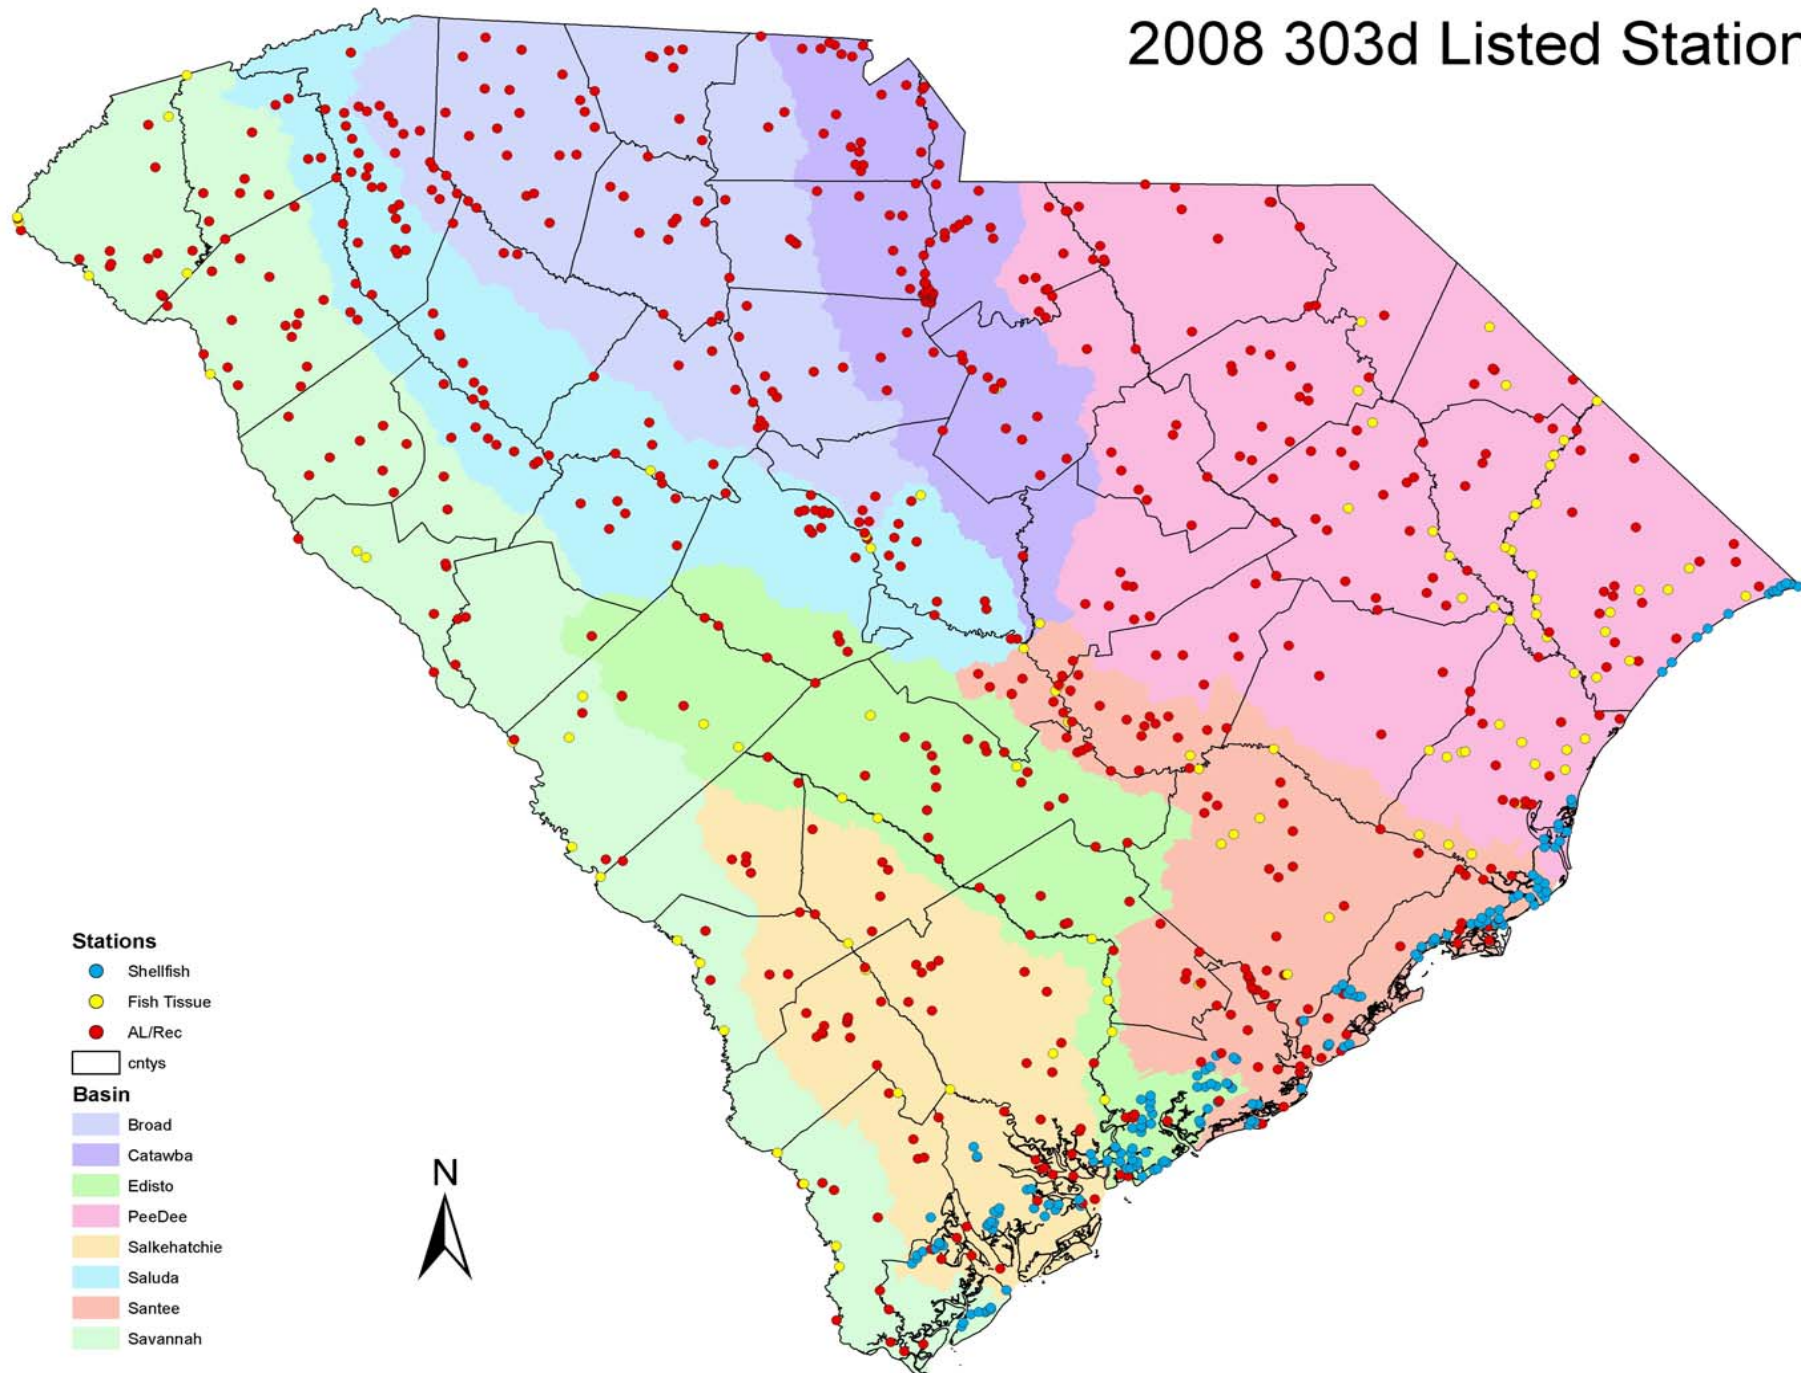 2008 303d Listed Station
Stations
Shellfish
Fish Tissue
AL/Rec
cntys
Basin
Broad
Catawba
Edisto
PeeDee
Salkehatchie
Saluda
Santee
Savannah
N